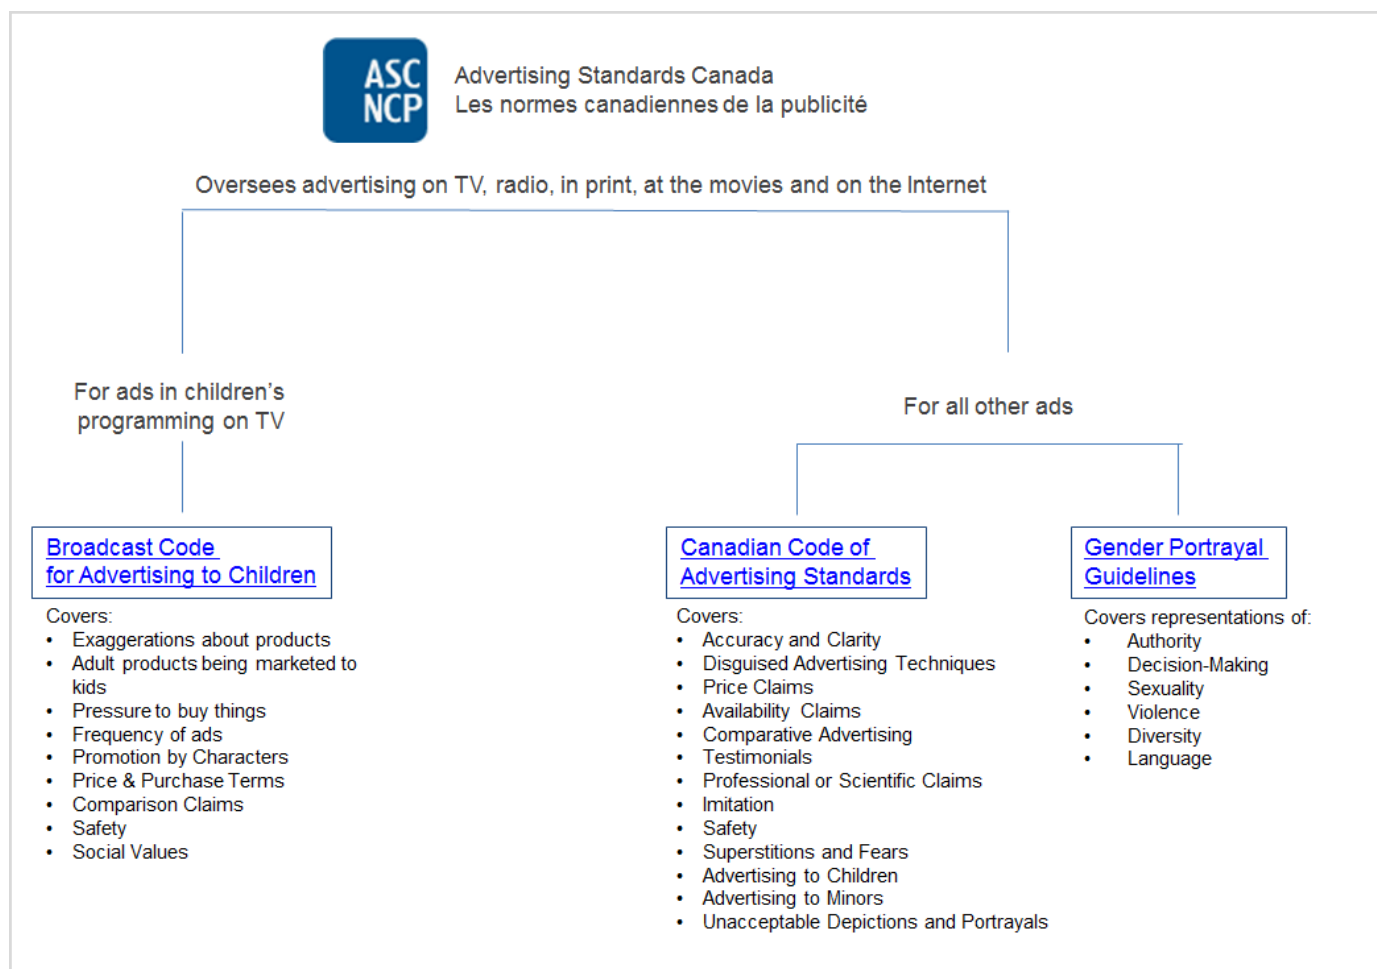 ASC
NCP
Advertising Standards Canada
Les normes canadiennes de la publicité
Oversees advertising on TV, radio, in print, at the movies and on the Internet
For ads in children's
programming on TV
For all other ads
Broadcast Code
for Advertising to Children
Covers:
• Exaggerations about products
• Adult products being marketed to
kids
• Pressure to buy things
• Frequency of ads
• Promotion by Characters
• Price & Purchase Terms
• Comparison Claims
• Safety
• Social Values
Canadian Code of
Advertising Standards
Covers:
• Accuracy and Clarity
• Disguised Advertising Techniques
• Price Claims
• Availability Claims
• Comparative Advertising
• Testimonials
• Professional or Scientific Claims
• Imitation
• Safety
• Superstitions and Fears
• Advertising to Children
• Advertising to Minors
• Unacceptable Depictions and Portrayals
Gender Portrayal
Guidelines
Covers representations of:
• Authority
• Decision-Making
• Sexuality
• Violence
• Diversity
• Language